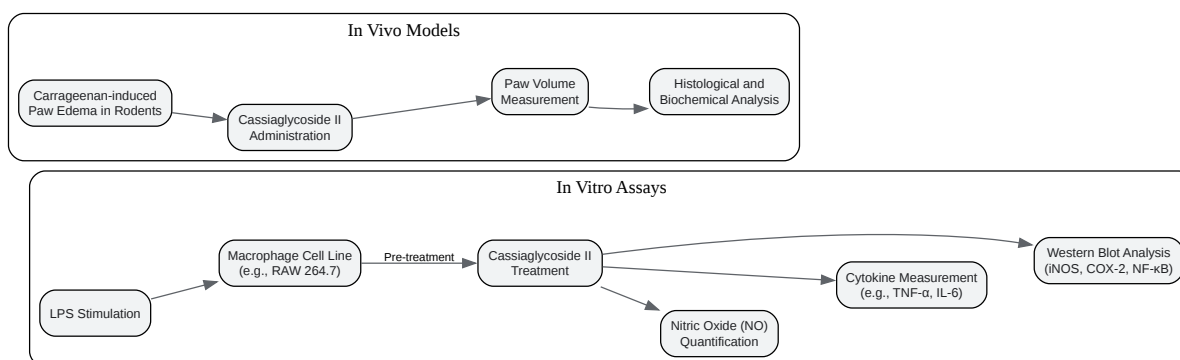 In Vivo Models
Carrageenan-induced
Paw Edema in Rodents
Cassiaglycoside II
Administration
Paw Volume
Measurement
Histological and
Biochemical Analysis
In Vitro Assays
LPS Stimulation
Macrophage Cell Line
(e.g., RAW 264.7)
Pre-treatment
Cassiaglycoside II
Treatment
Western Blot Analysis
(iNOS, COX-2, NF-κB)
Cytokine Measurement
(e.g., TNF-α, IL-6)
Nitric Oxide (NO)
Quantification